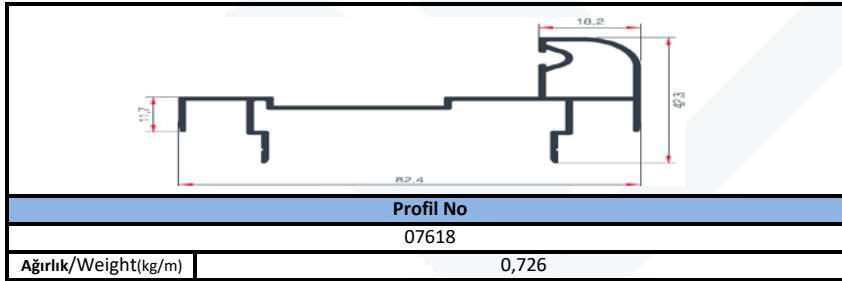 18,2
11,7
42,3
82,4
Profil No
07618
Ağırlık/Weight(kg/m) 0,726